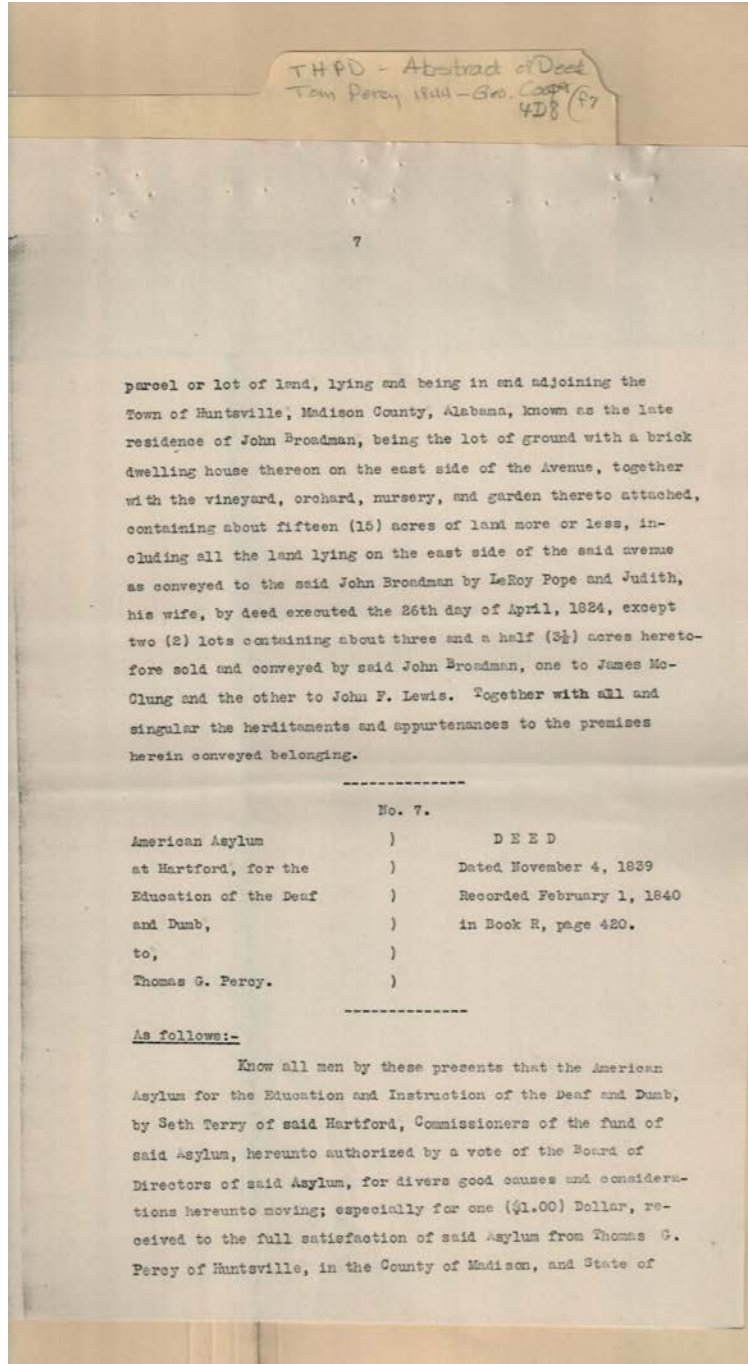 THPD - Abstract of Deed
Tom Percy 1844 - Geo.
4D8
7
parcel or lot of land, lying and being in and adjoining the
Town of Huntsville, Madison County, Alabama, known as the late
residence of John Broadman, being the lot of ground with a brick
dwelling house thereon on the east side of the Avenue, together
with the vineyard, orchard, nursery, and garden thereto attached,
containing about fifteen (15) acres of land more or less, in-
cluding all the land lying on the east side of the said avenue
as conveyed to the said John Broadman by LeRoy Pope and Judith,
his wife, by deed executed the 26th day of April, 1824, except
two (2) lots containing about three and a half (3½) acres hereto-
fore sold and conveyed by said John Broadman, one to James Mc-
Clung and the other to John F. Lewis. Together with all and
singular the herditaments and appurtenances to the premises
herein conveyed belonging.
--------------
No. 7.
American Asylum ) D E E D
at Hartford, for the ) Dated November 4, 1839
Education of the Deaf ) Recorded February 1, 1840
and Dumb, ) in Book R, page 420.
to, )
Thomas G. Percy. )
--------------
As follows:-
Know all men by these presents that the American
Asylum for the Education and Instruction of the Deaf and Dumb,
by Seth Terry of said Hartford, Commissioners of the fund of
said Asylum, hereunto authorized by a vote of the Board of
Directors of said Asylum, for divers good causes and considera-
tions hereunto moving; especially for one ($1.00) Dollar, re-
ceived to the full satisfaction of said Asylum from Thomas G.
Percy of Huntsville, in the County of Madison, and State of